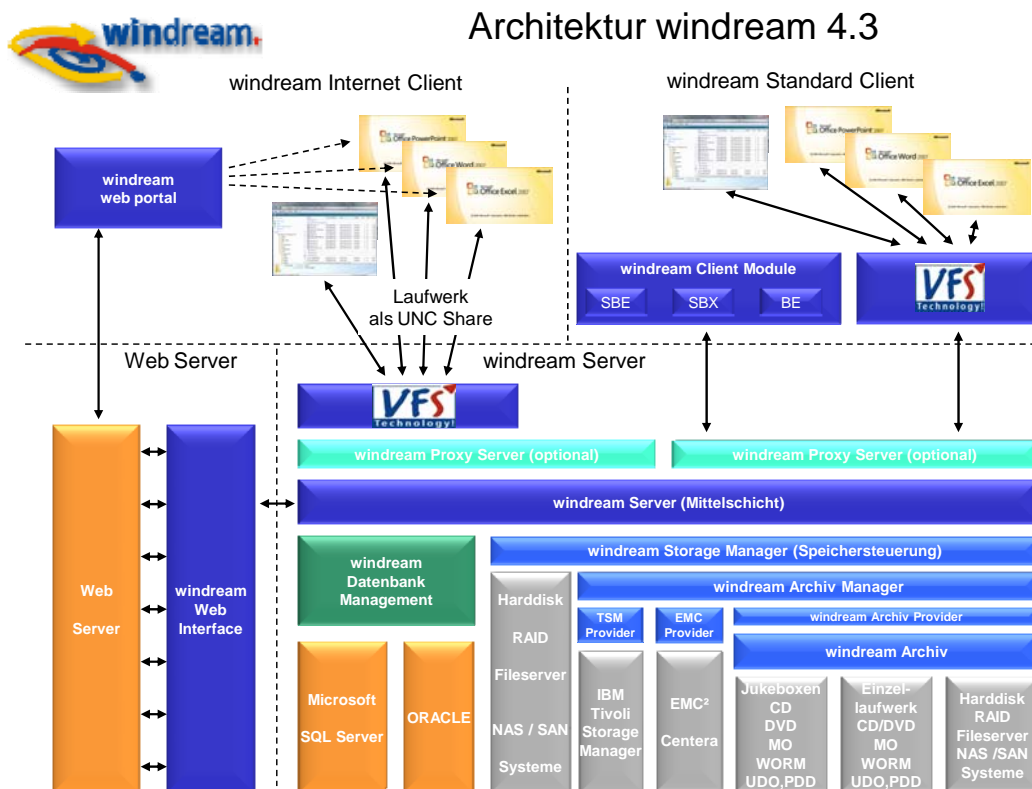 windream.
Architektur windream 4.3
windream Internet Client
windream Standard Client
Microsoft
Office PowerPoint 2007
Office Word 2007
Office Excel 2007
Office PowerPoint 2007
Office Word 2007
Office Excel 2007
windream
web portal
Laufwerk
als UNC Share
windream Client Module
SBE
SBX
BE
VFS
Technology!
Web Server
windream Server
VFS
Technology!
windream Proxy Server (optional)
windream Proxy Server (optional)
windream Server (Mittelschicht)
Web
Server
windream
Web
Interface
windream
Datenbank
Management
Microsoft
SQL Server
ORACLE
windream Storage Manager (Speichersteuerung)
Harddisk
RAID
Fileserver
NAS / SAN
Systeme
windream Archiv Manager
TSM
Provider
EMC
Provider
windream Archiv Provider
windream Archiv
IBM
Tivoli
Storage
Manager
EMC²
Centera
Jukeboxen
CD
DVD
MO
WORM
UDO,PDD
Einzel-
laufwerk
CD/DVD
MO
WORM
UDO,PDD
Harddisk
RAID
Fileserver
NAS /SAN
Systeme